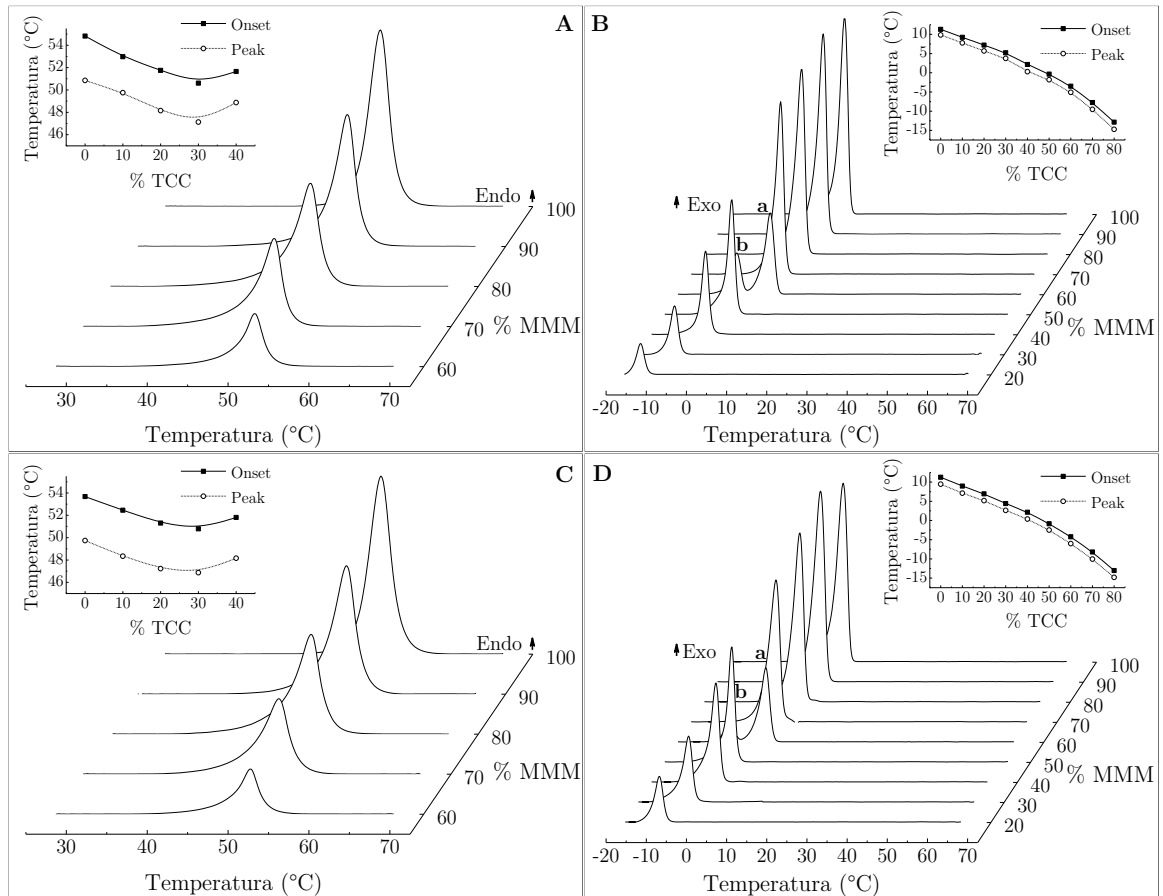 A
Temperatura (°C)
54
52
50
48
46
Onset
Peak
0 10 20 30 40
% TCC
Endo
100
90
80
70
60
% MMM
30 40 50 60 70
Temperatura (°C)
B
Temperatura (°C)
10
5
0
-5
-10
-15
Onset
Peak
0 10 20 30 40 50 60 70 80
% TCC
Exo
a
b
100
90
80
70
60
50
40
30
20
% MMM
-20 -10 0 10 20 30 40 50 60 70
Temperatura (°C)
C
Temperatura (°C)
54
52
50
48
46
Onset
Peak
0 10 20 30 40
% TCC
Endo
100
90
80
70
60
% MMM
30 40 50 60 70
Temperatura (°C)
D
Temperatura (°C)
10
5
0
-5
-10
-15
Onset
Peak
0 10 20 30 40 50 60 70 80
% TCC
Exo
a
b
100
90
80
70
60
50
40
30
20
% MMM
-20 -10 0 10 20 30 40 50 60 70
Temperatura (°C)